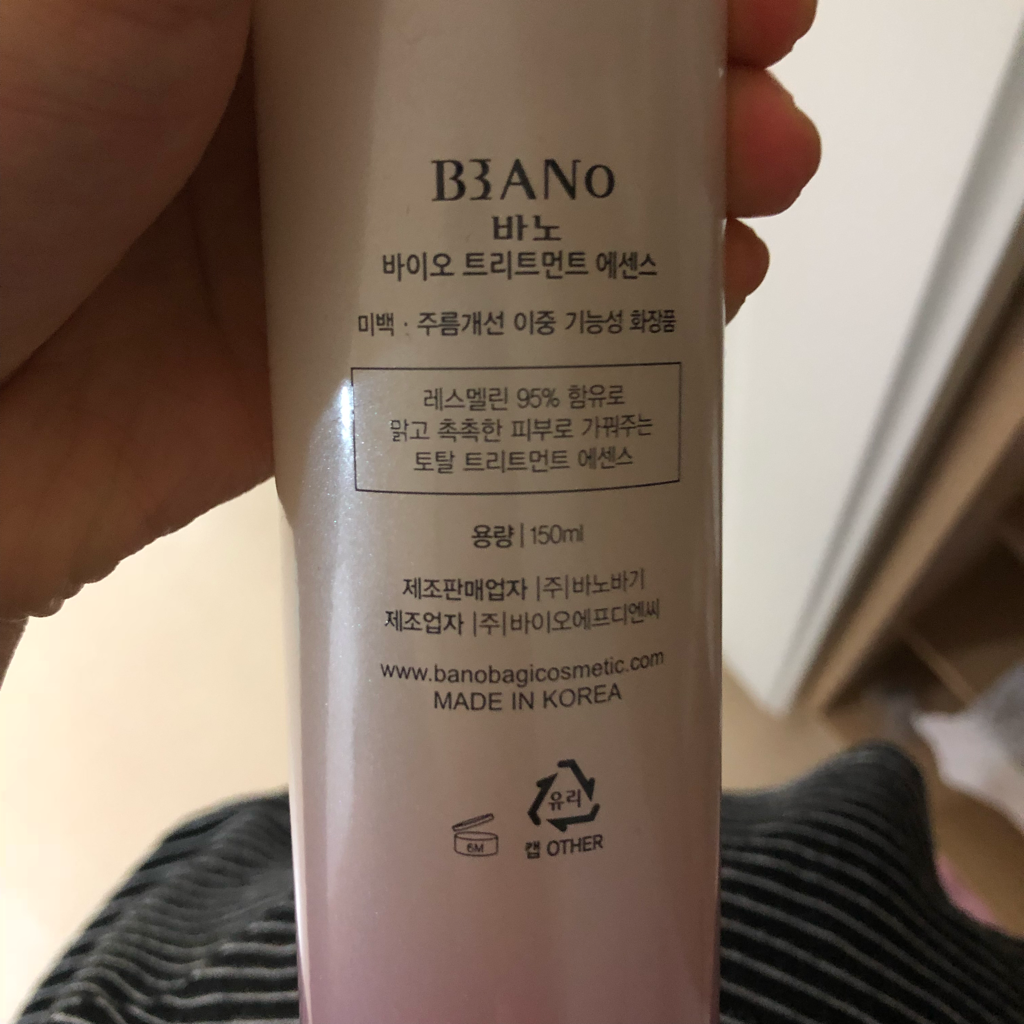 BANo
바노
바이오 트리트먼트 에센스
미백 · 주름개선 이중 기능성 화장품
레스멜린 95% 함유로
맑고 촉촉한 피부로 가꿔주는
토탈 트리트먼트 에센스
용량|150ml
제조판매업자 |주|바노바기
제조업자 |주|바이오에프디엔씨
www.banobagicosmetic.com
MADE IN KOREA
유리
6M
캡 OTHER